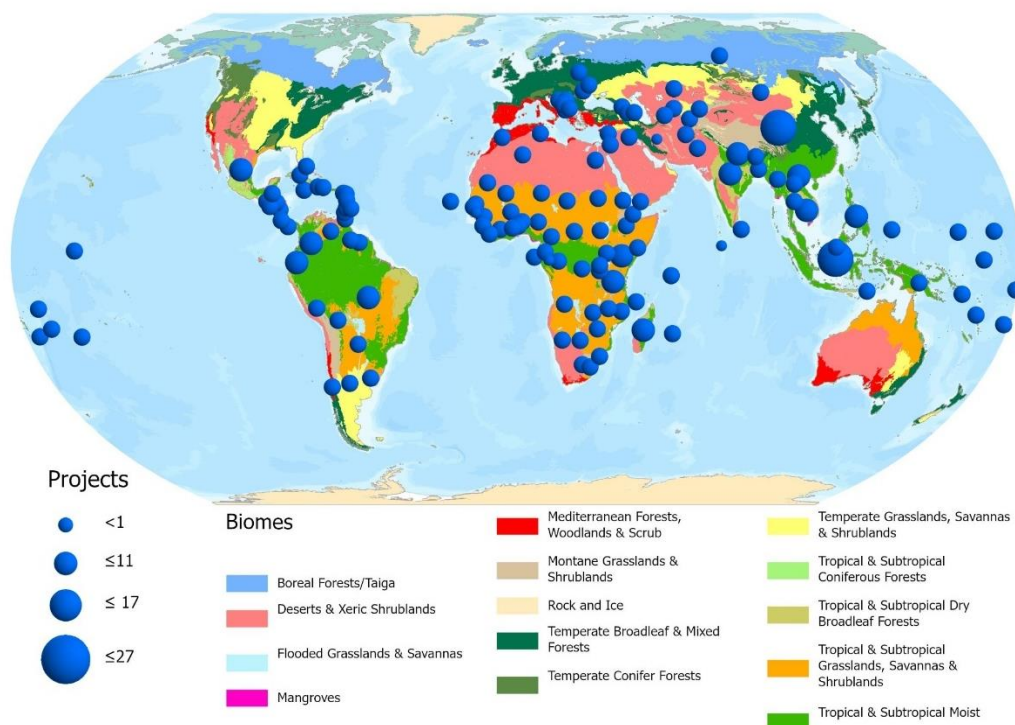 Projects
<1
≤11
≤ 17
≤27
Biomes
Boreal Forests/Taiga
Deserts & Xeric Shrublands
Flooded Grasslands & Savannas
Mangroves
Mediterranean Forests,
Woodlands & Scrub
Montane Grasslands &
Shrublands
Rock and Ice
Temperate Broadleaf & Mixed
Forests
Temperate Conifer Forests
Temperate Grasslands, Savannas
& Shrublands
Tropical & Subtropical
Coniferous Forests
Tropical & Subtropical Dry
Broadleaf Forests
Tropical & Subtropical
Grasslands, Savannas &
Shrublands
Tropical & Subtropical Moist